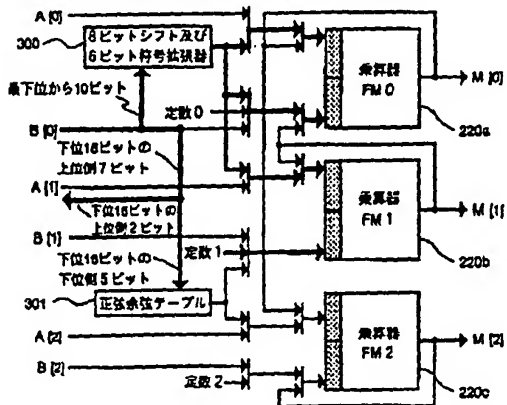 A [0]
300
8ビットシフト及び
6ビット符号拡張器
最下位から10ビット
定数0
B [0]
下位16ビットの
上位側7ビット
A [1]
下位16ビットの
上位側2ビット
B [1]
下位16ビットの
下位側5ビット
定数1
301
正弦余弦テーブル
A [2]
B [2]
定数2
乗算器
FM 0
M [0]
220a
乗算器
FM 1
M [1]
220b
乗算器
FM 2
M [2]
220c